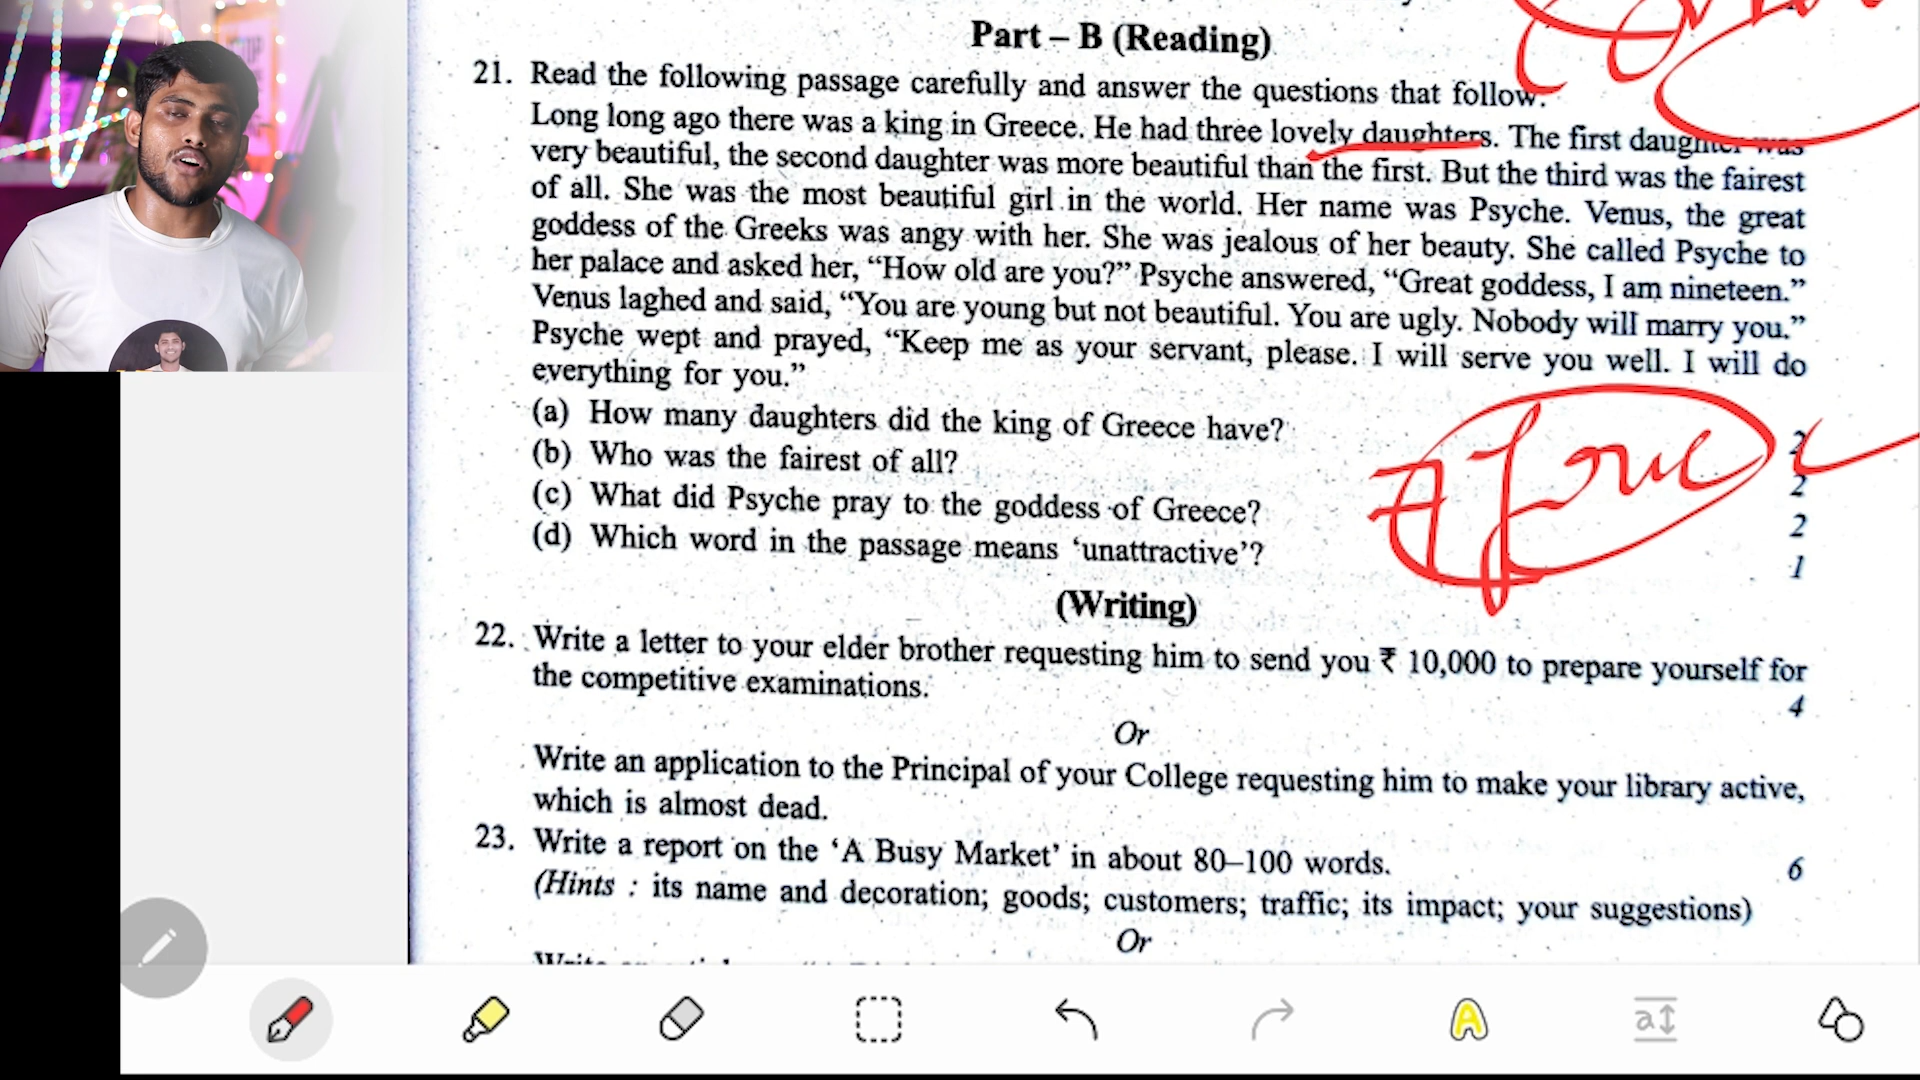 Part – B (Reading)
21. Read the following passage carefully and answer the questions that follow.
Long long ago there was a king in Greece. He had three lovely daughters. The first daughter was
very beautiful, the second daughter was more beautiful than the first. But the third was the fairest
of all. She was the most beautiful girl in the world. Her name was Psyche. Venus, the great
goddess of the Greeks was angy with her. She was jealous of her beauty. She called Psyche to
her palace and asked her, “How old are you?” Psyche answered, “Great goddess, I am nineteen.”
Venus laghed and said, “You are young but not beautiful. You are ugly. Nobody will marry you.”
Psyche wept and prayed, “Keep me as your servant, please. I will serve you well. I will do
everything for you.”
(a) How many daughters did the king of Greece have? 2
(b) Who was the fairest of all? 2
(c) What did Psyche pray to the goddess of Greece? 2
(d) Which word in the passage means ‘unattractive’? 1
(Writing)
22. Write a letter to your elder brother requesting him to send you ₹ 10,000 to prepare yourself for
the competitive examinations. 4
Or
Write an application to the Principal of your College requesting him to make your library active,
which is almost dead.
23. Write a report on the ‘A Busy Market’ in about 80–100 words. 6
(Hints : its name and decoration; goods; customers; traffic; its impact; your suggestions)
Or
Write
A
a